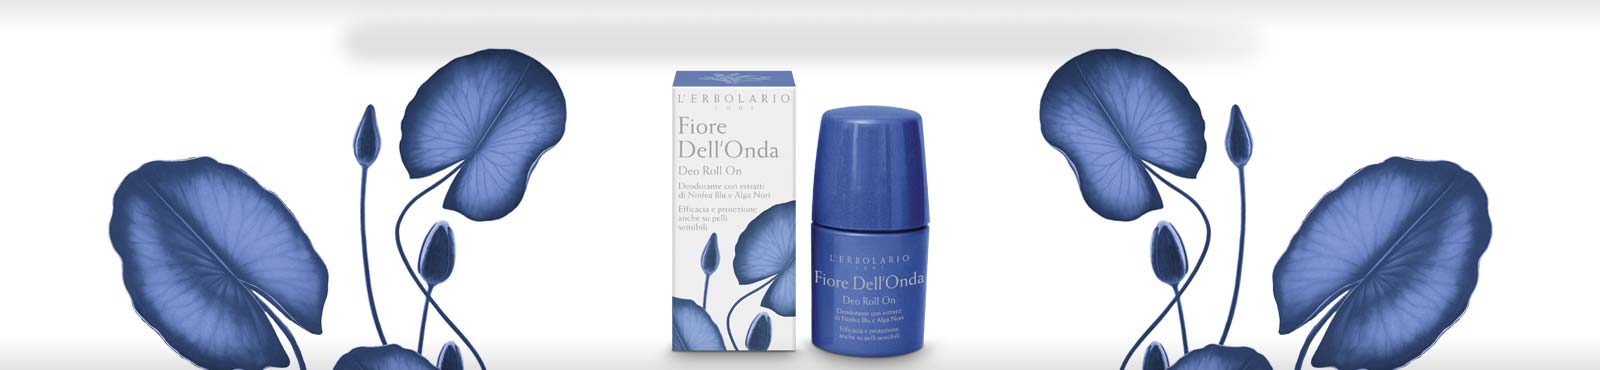 L'ERBOLARIO
LODI
Fiore
Dell'Onda
Deo Roll On
Deodorante con estratti
di Ninfea Blu e Alga Nori
Efficacia e protezione
anche su pelli
sensibili
L'ERBOLARIO
LODI
Fiore Dell'Onda
Deo Roll On
Deodorante con estratti
di Ninfea Blu e Alga Nori
Efficacia e protezione
anche su pelli sensibili